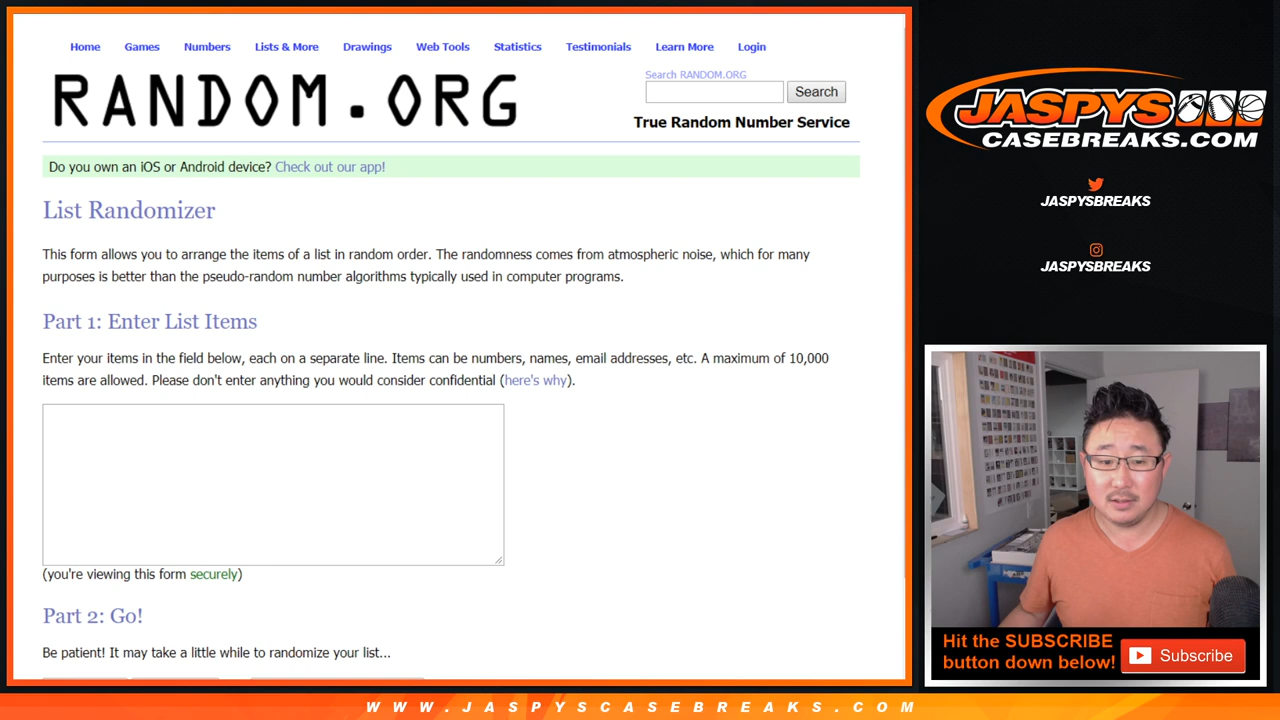 Home Games Numbers Lists & More Drawings Web Tools Statistics Testimonials Learn More Login
RANDOM.ORG
Search RANDOM.ORG
Search
True Random Number Service
Do you own an iOS or Android device? Check out our app!
List Randomizer
This form allows you to arrange the items of a list in random order. The randomness comes from atmospheric noise, which for many
purposes is better than the pseudo-random number algorithms typically used in computer programs.
Part 1: Enter List Items
Enter your items in the field below, each on a separate line. Items can be numbers, names, email addresses, etc. A maximum of 10,000
items are allowed. Please don't enter anything you would consider confidential (here's why).
(you're viewing this form securely)
Part 2: Go!
Be patient! It may take a little while to randomize your list...
JASPYS
CASEBREAKS.COM
JASPYSBREAKS
JASPYSBREAKS
Hit the SUBSCRIBE
button down below!
Subscribe
WWW.JASPYSCASEBREAKS.COM